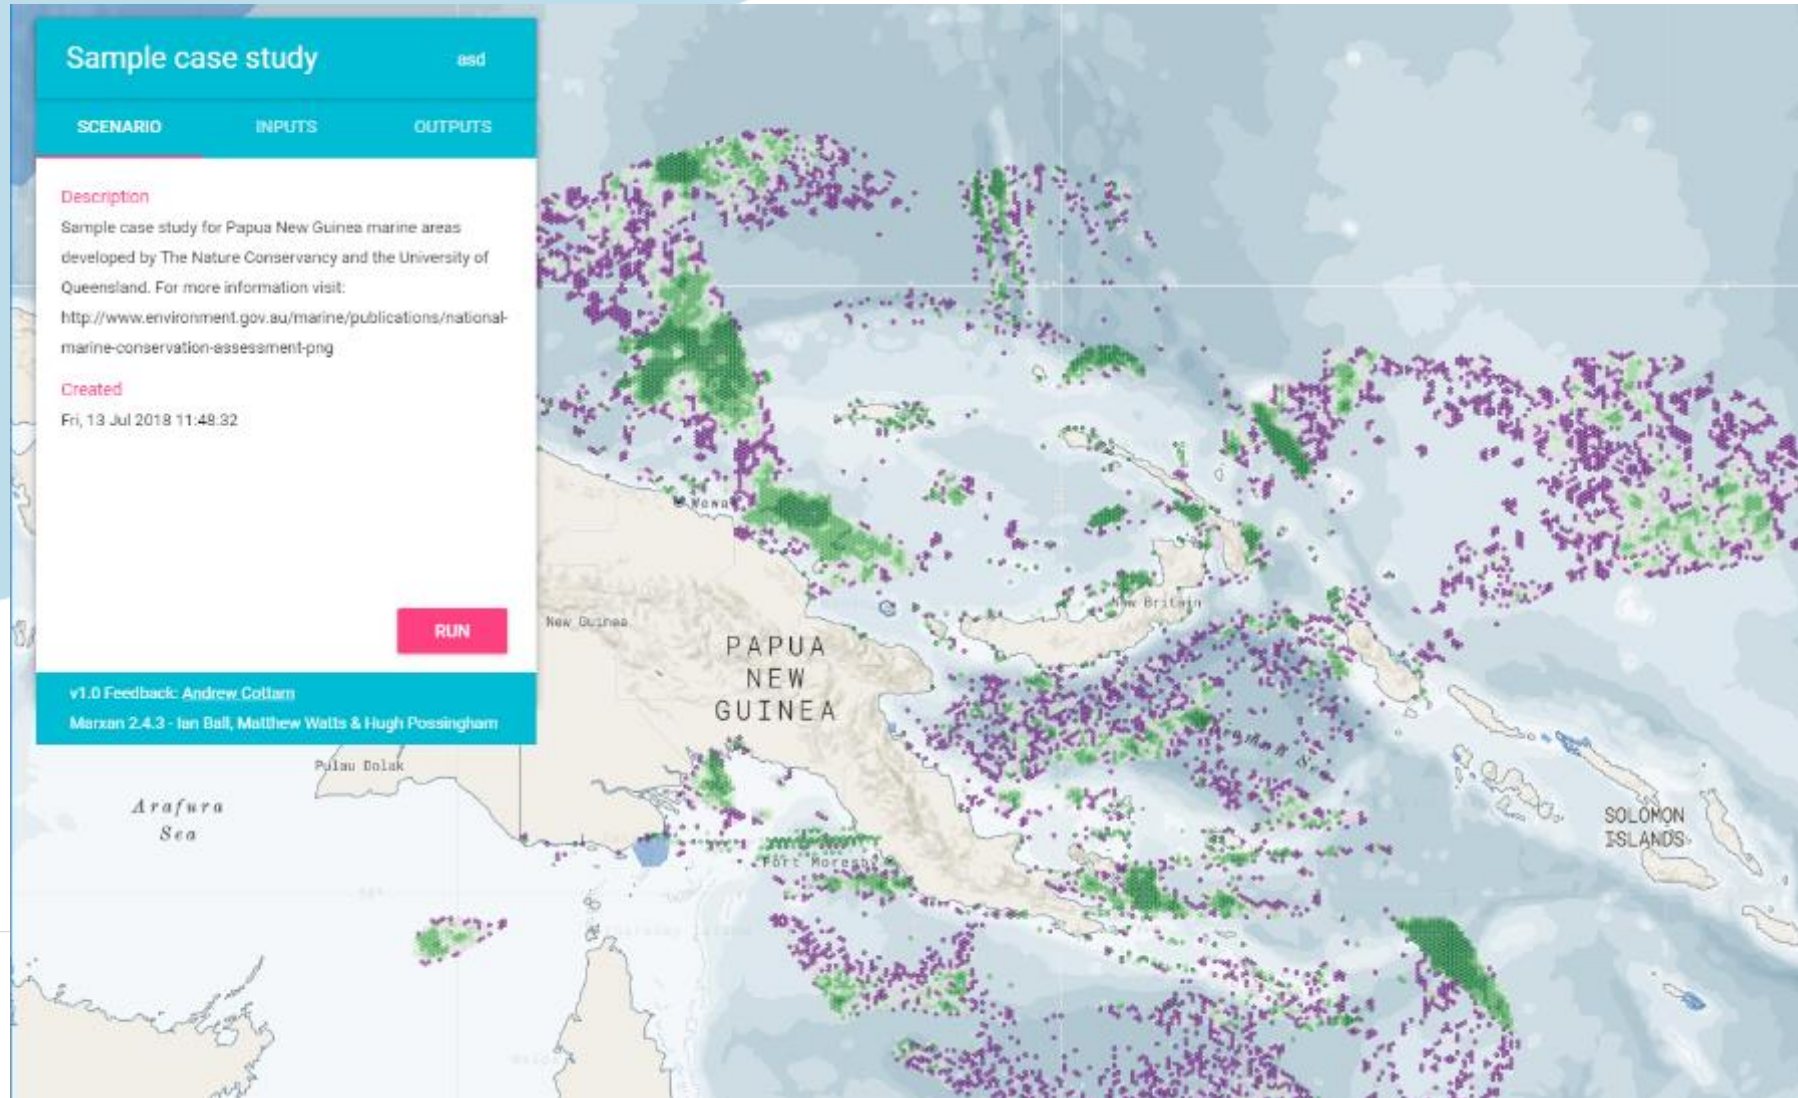 Sample case study
asd
SCENARIO
INPUTS
OUTPUTS
Description
Sample case study for Papua New Guinea marine areas
developed by The Nature Conservancy and the University of
Queensland. For more information visit:
http://www.environment.gov.au/marine/publications/national-
marine-conservation-assessment-png
Created
Fri, 13 Jul 2018 11:48:32
RUN
v1.0 Feedback: Andrew Cottam
Marxan 2.4.3 - Ian Ball, Matthew Watts & Hugh Possingham
New Guinea
New Britain
PAPUA
NEW
GUINEA
Pulau Dolak
Arafura
Sea
Port Moresby
SOLOMON
ISLANDS